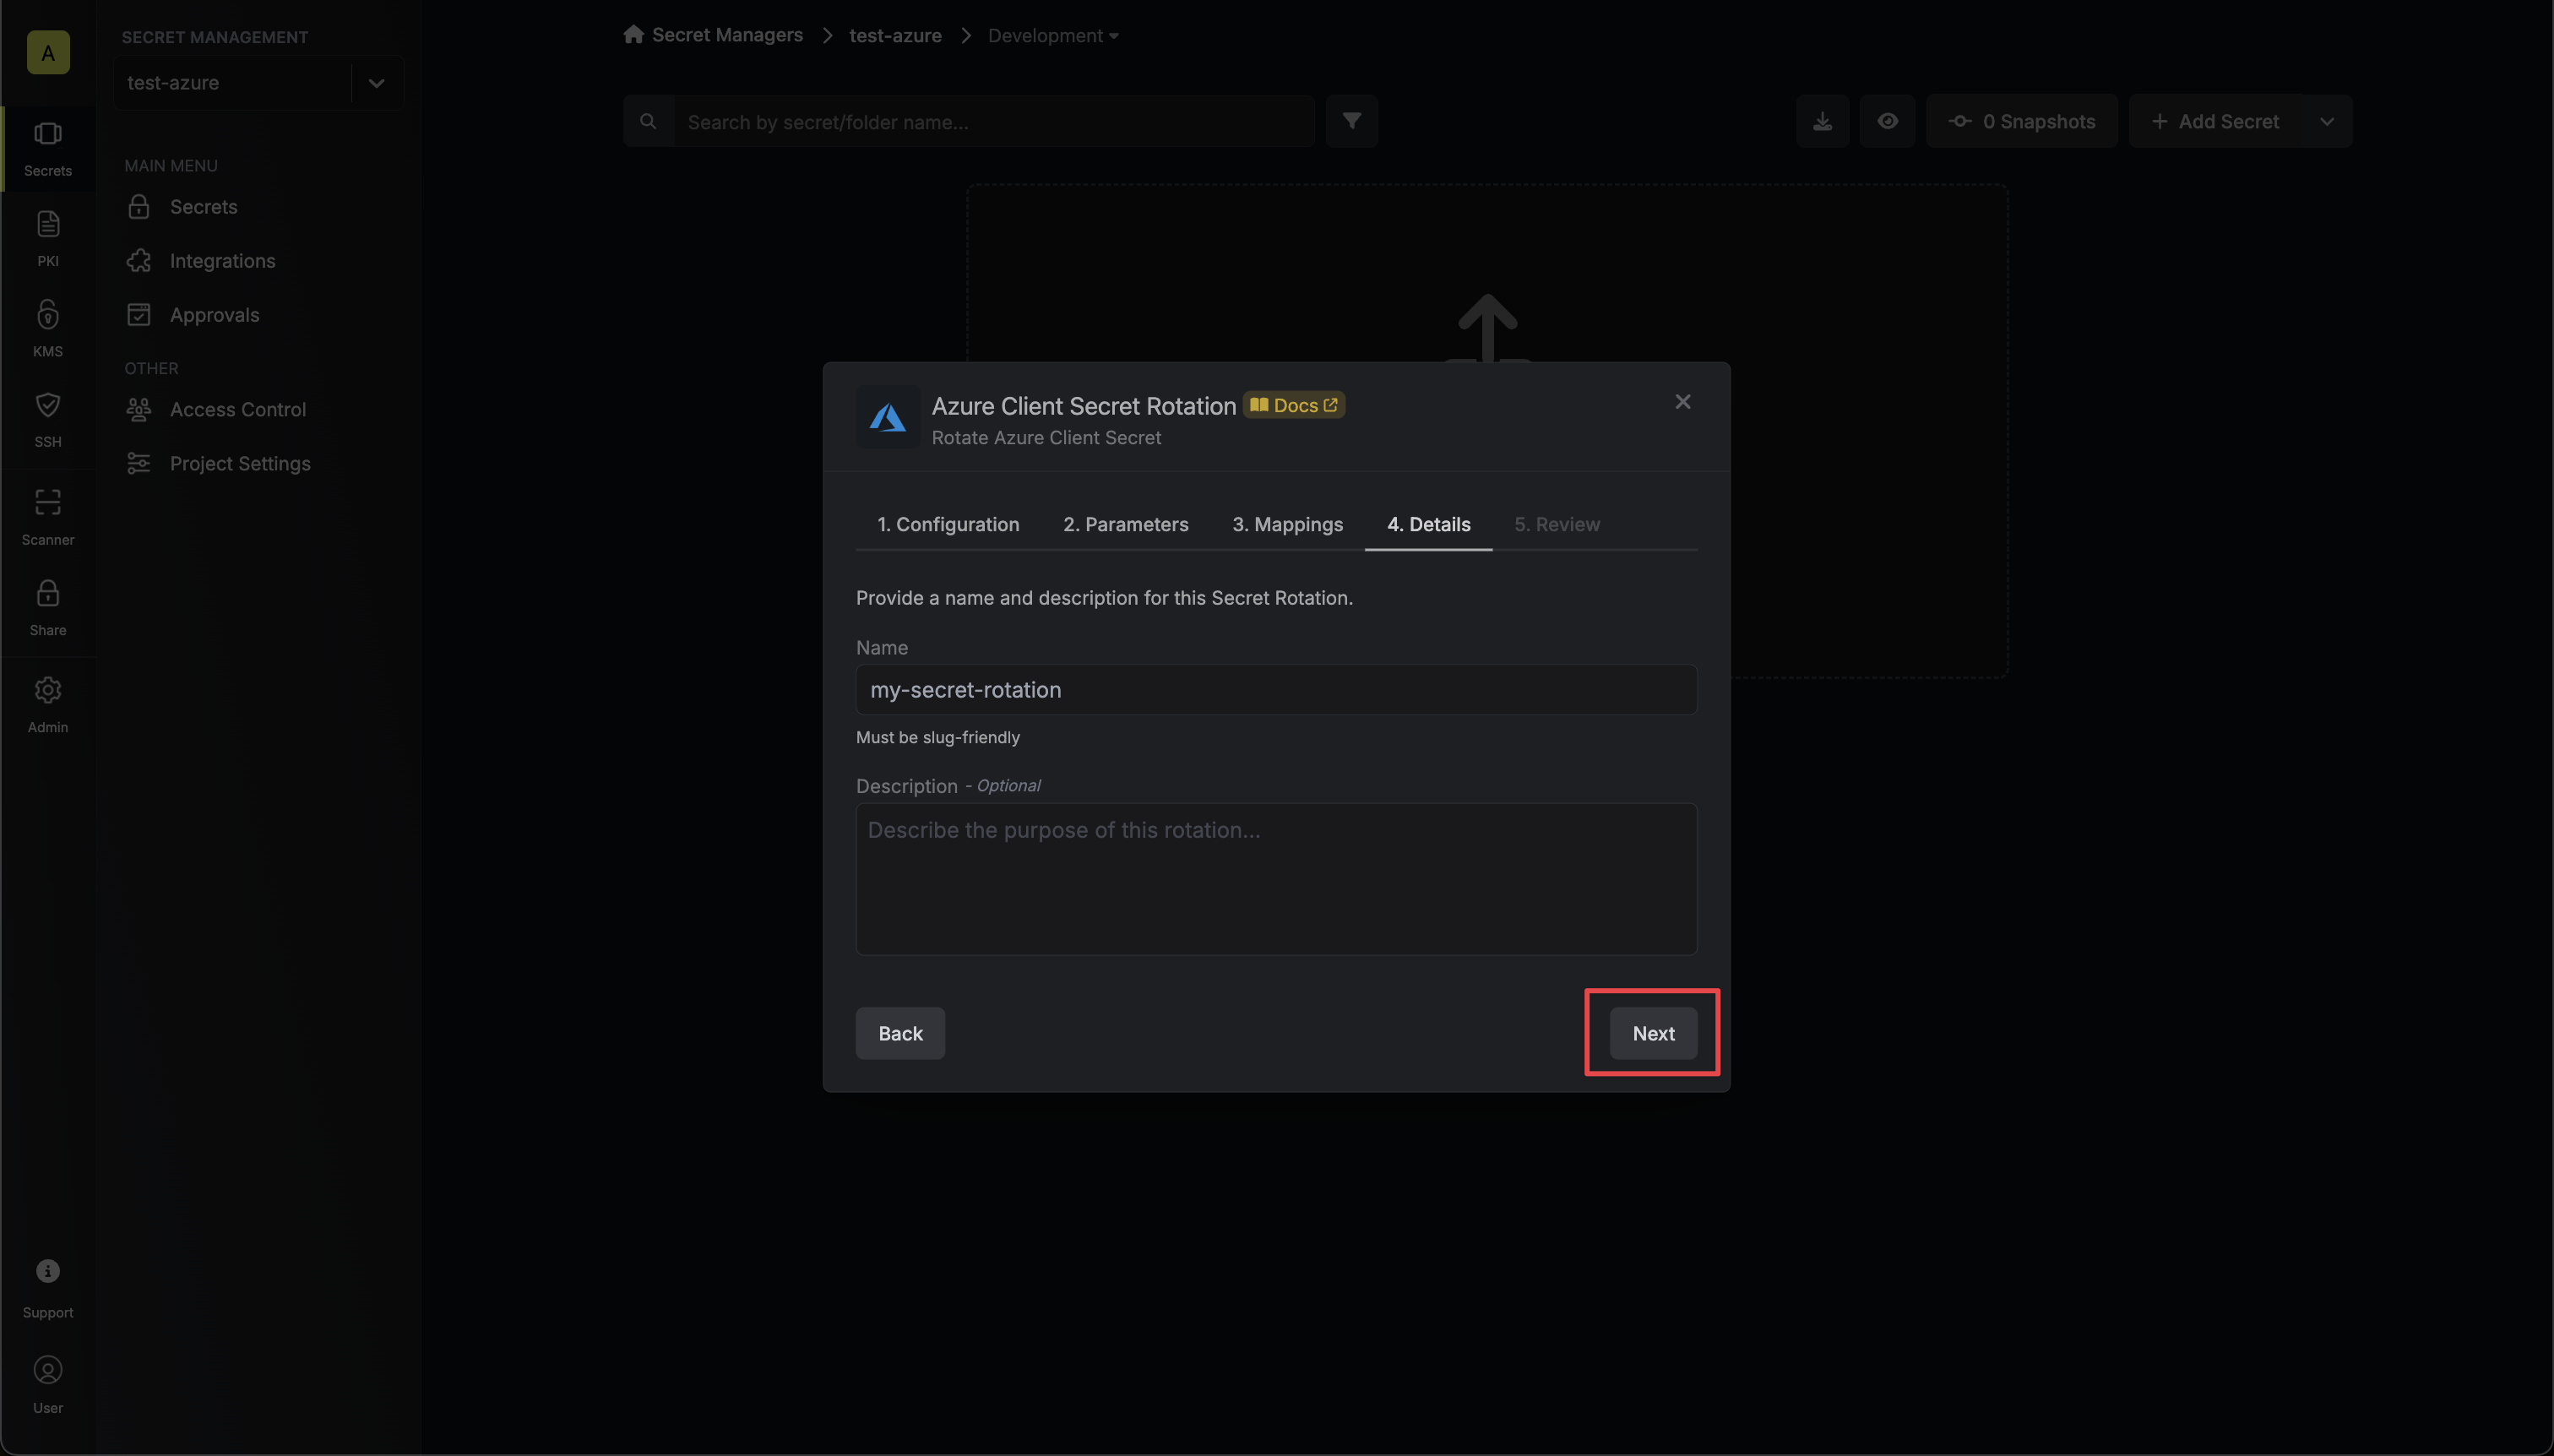 A
Secrets
PKI
KMS
SSH
Scanner
Share
Admin
Support
User
SECRET MANAGEMENT
test-azure
MAIN MENU
Secrets
Integrations
Approvals
OTHER
Access Control
Project Settings
Secret Managers > test-azure > Development
Search by secret/folder name...
0 Snapshots
+ Add Secret
Azure Client Secret Rotation Docs
Rotate Azure Client Secret
1. Configuration 2. Parameters 3. Mappings 4. Details 5. Review
Provide a name and description for this Secret Rotation.
Name
my-secret-rotation
Must be slug-friendly
Description - Optional
Describe the purpose of this rotation...
Back Next